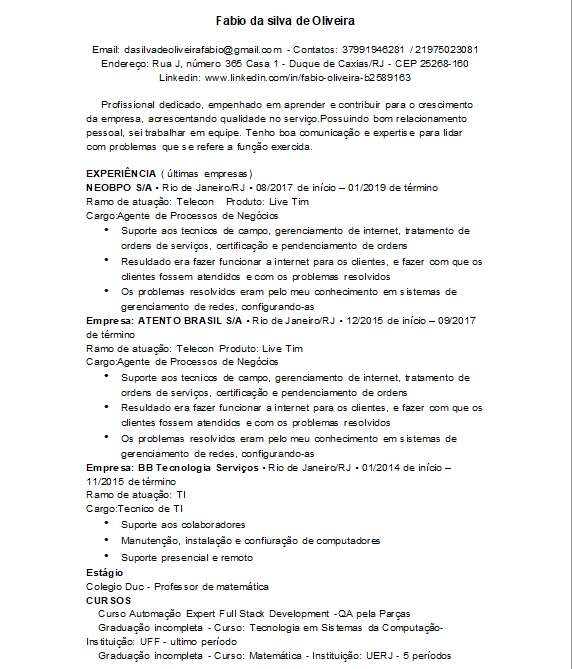 Fabio da silva de Oliveira
Email: dasilvadeoliveirafabio@gmail.com - Contatos: 37991946281 / 21975023081
Endereço: Rua J, número 365 Casa 1 - Duque de Caxias/RJ - CEP 25268-160
Linkedin: www.linkedin.com/in/fabio-oliveira-b2589163
Profissional dedicado, empenhado em aprender e contribuir para o crescimento
da empresa, acrescentando qualidade no serviço.Possuindo bom relacionamento
pessoal, sei trabalhar em equipe. Tenho boa comunicação e expertise para lidar
com problemas que se refere a função exercida.
EXPERIÊNCIA ( últimas empresas)
NEOBPO S/A • Rio de Janeiro/RJ • 08/2017 de início – 01/2019 de término
Ramo de atuação: Telecon Produto: Live Tim
Cargo:Agente de Processos de Negócios
• Suporte aos tecnicos de campo, gerenciamento de internet, tratamento de
ordens de serviços, certificação e pendenciamento de ordens
• Resuldado era fazer funcionar a internet para os clientes, e fazer com que os
clientes fossem atendidos e com os problemas resolvidos
• Os problemas resolvidos eram pelo meu conhecimento em sistemas de
gerenciamento de redes, configurando-as
Empresa: ATENTO BRASIL S/A • Rio de Janeiro/RJ • 12/2015 de início – 09/2017
de término
Ramo de atuação: Telecon Produto: Live Tim
Cargo:Agente de Processos de Negócios
• Suporte aos tecnicos de campo, gerenciamento de internet, tratamento de
ordens de serviços, certificação e pendenciamento de ordens
• Resuldado era fazer funcionar a internet para os clientes, e fazer com que os
clientes fossem atendidos e com os problemas resolvidos
• Os problemas resolvidos eram pelo meu conhecimento em sistemas de
gerenciamento de redes, configurando-as
Empresa: BB Tecnologia Serviços • Rio de Janeiro/RJ • 01/2014 de início –
11/2015 de término
Ramo de atuação: TI
Cargo:Tecnico de TI
• Suporte aos colaboradores
• Manutenção, instalação e confiuração de computadores
• Suporte presencial e remoto
Estágio
Colegio Duc - Professor de matemática
CURSOS
Curso Automação Expert Full Stack Development -QA pela Parças
Graduação incompleta - Curso: Tecnologia em Sistemas da Computação-
Instituição: UFF - ultimo período
Graduação incompleta - Curso: Matemática - Instituição: UERJ - 5 períodos